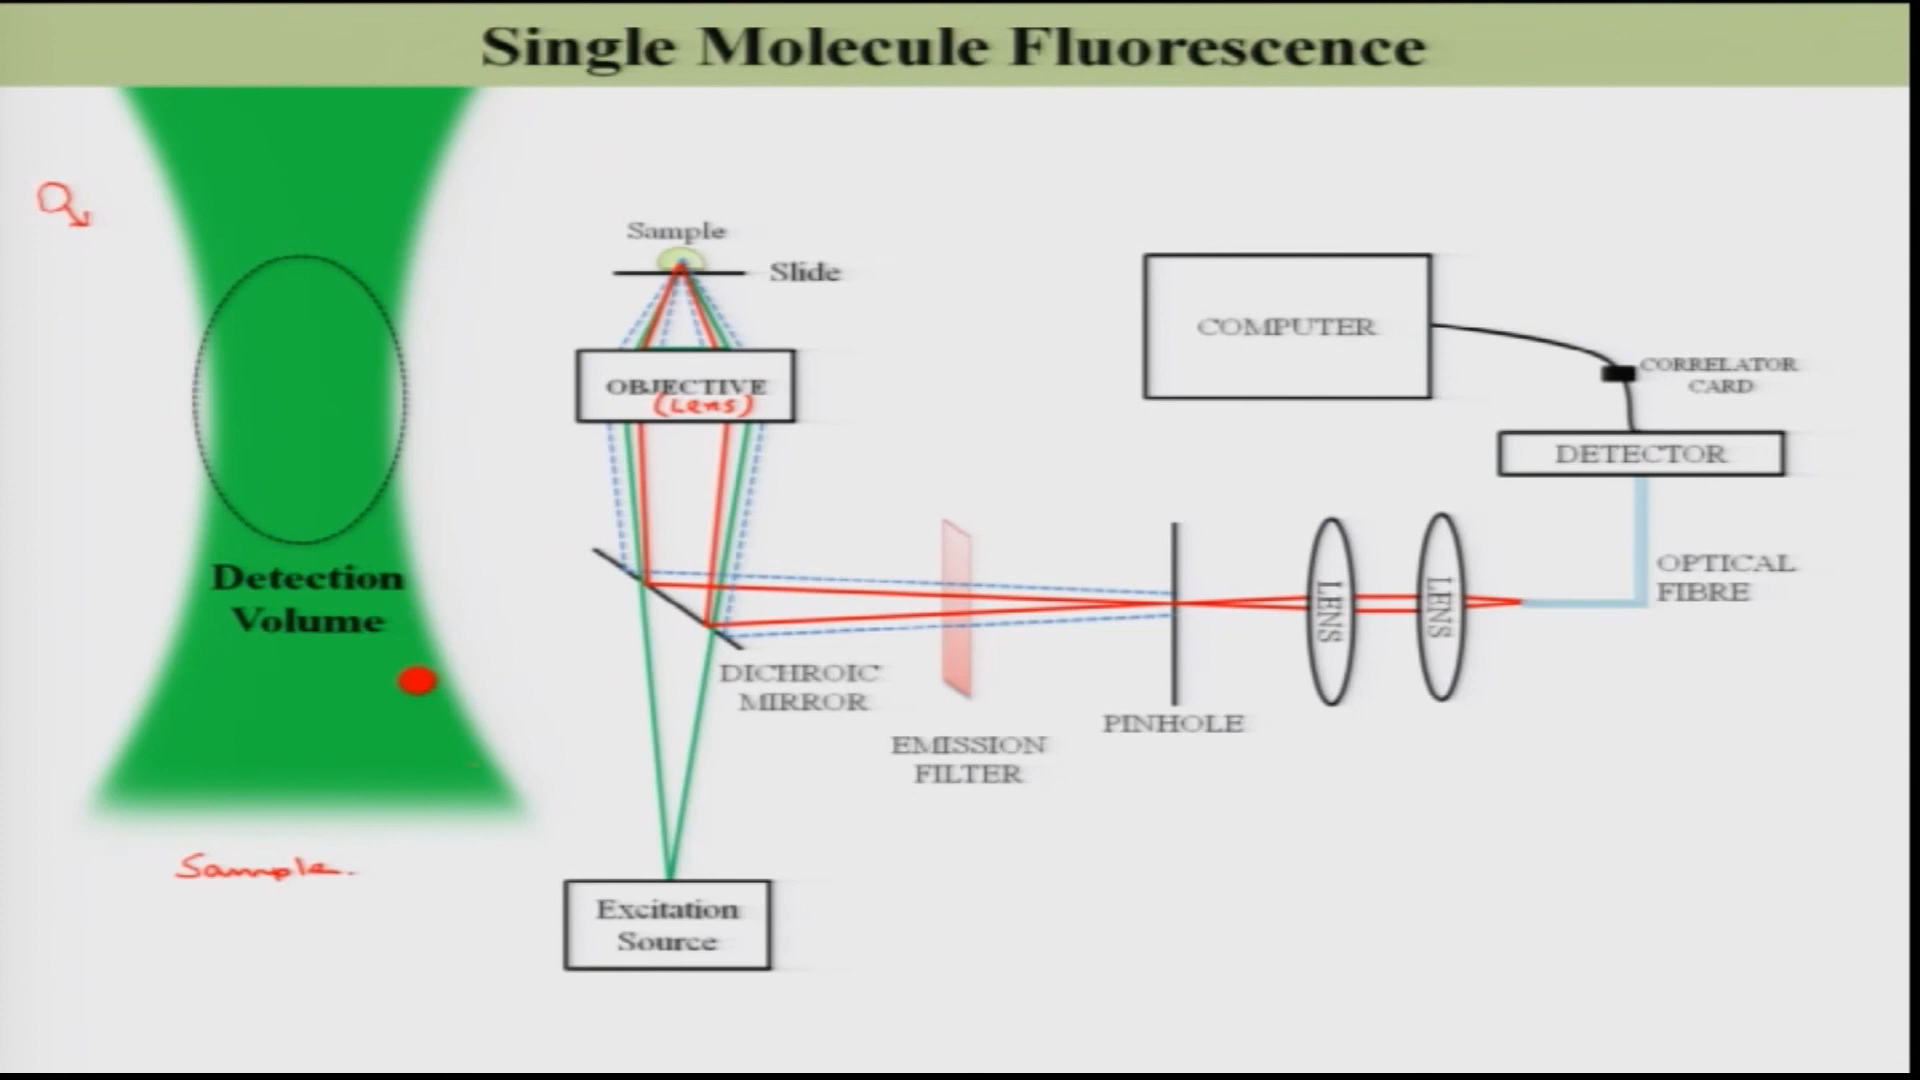 Single Molecule Fluorescence
Sample
Slide
OBJECTIVE
(Lens)
COMPUTER
CORRELATOR
CARD
DETECTOR
OPTICAL
FIBRE
LENS
LENS
Detection
Volume
DICHROIC
MIRROR
EMISSION
FILTER
PINHOLE
Sample.
Excitation
Source